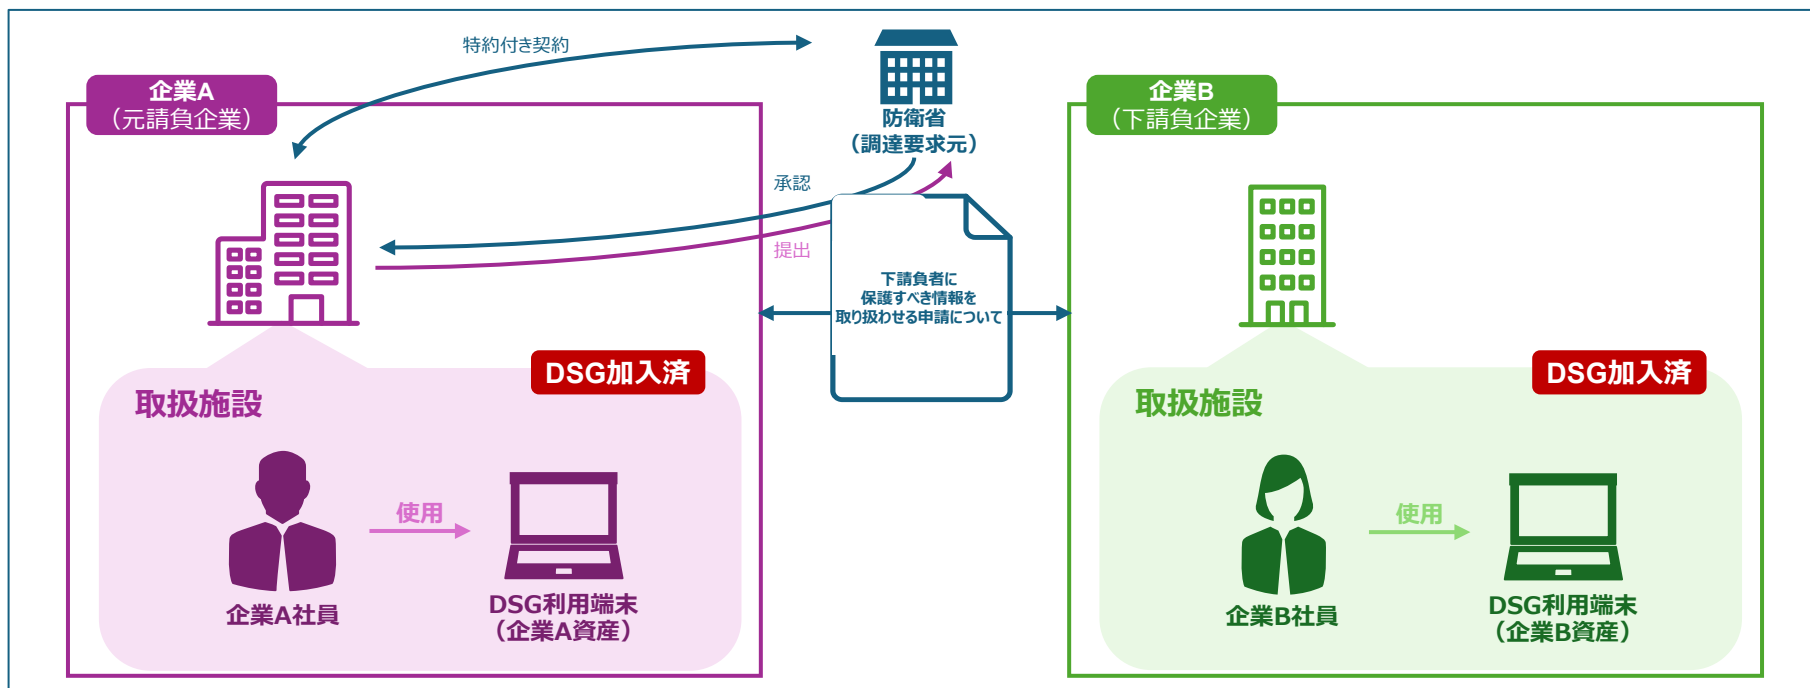 特約付き契約
企業A
（元請負企業）
防衛省
（調達要求元）
企業B
（下請負企業）
承認
提出
下請負者に
保護すべき情報を
取り扱わせる申請について
DSG加入済
取扱施設
使用
企業A社員
DSG利用端末
（企業A資産）
DSG加入済
取扱施設
使用
企業B社員
DSG利用端末
（企業B資産）